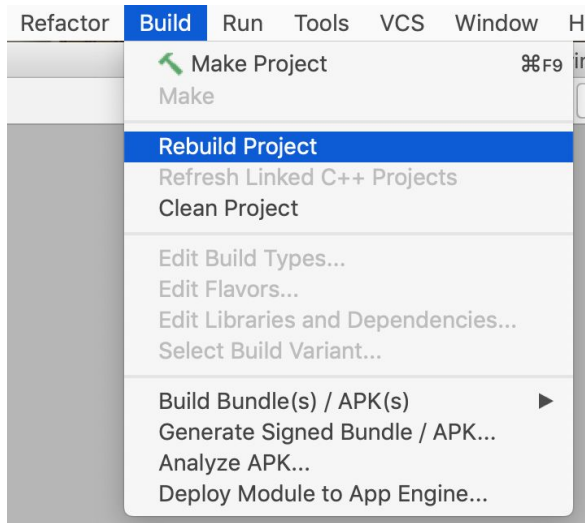 Refactor Build Run Tools VCS Window H
Make Project ⌘F9
Make
Rebuild Project
Refresh Linked C++ Projects
Clean Project
Edit Build Types...
Edit Flavors...
Edit Libraries and Dependencies...
Select Build Variant...
Build Bundle(s) / APK(s)
Generate Signed Bundle / APK...
Analyze APK...
Deploy Module to App Engine...